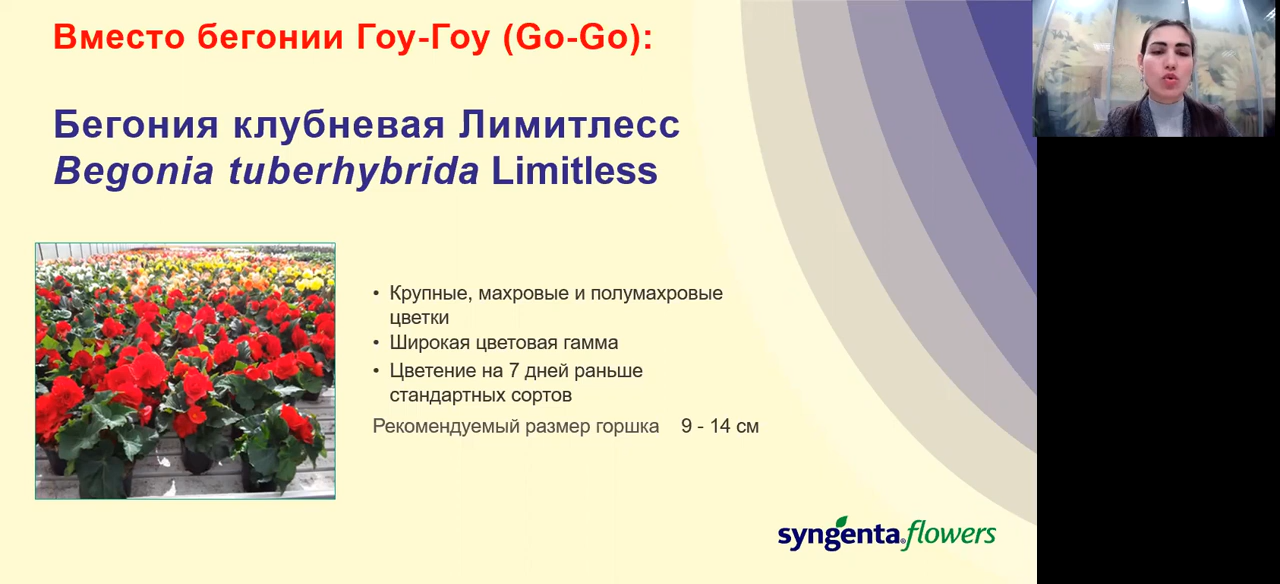 Вместо бегонии Гоу-Гоу (Go-Go):
Бегония клубневая Лимитлесс
Begonia tuberhybrida Limitless
• Крупные, махровые и полумахровые
цветки
• Широкая цветовая гамма
• Цветение на 7 дней раньше
стандартных сортов
Рекомендуемый размер горшка 9 - 14 см
syngenta® flowers